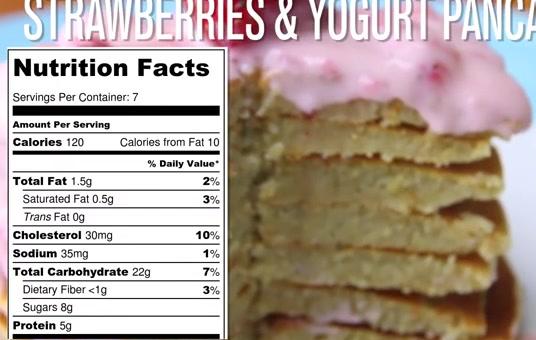 STRAWBERRIES & YOGURT PANCA
Nutrition Facts
Servings Per Container: 7
Amount Per Serving
Calories 120 Calories from Fat 10
% Daily Value*
Total Fat 1.5g 2%
Saturated Fat 0.5g 3%
Trans Fat 0g
Cholesterol 30mg 10%
Sodium 35mg 1%
Total Carbohydrate 22g 7%
Dietary Fiber <1g 3%
Sugars 8g
Protein 5g